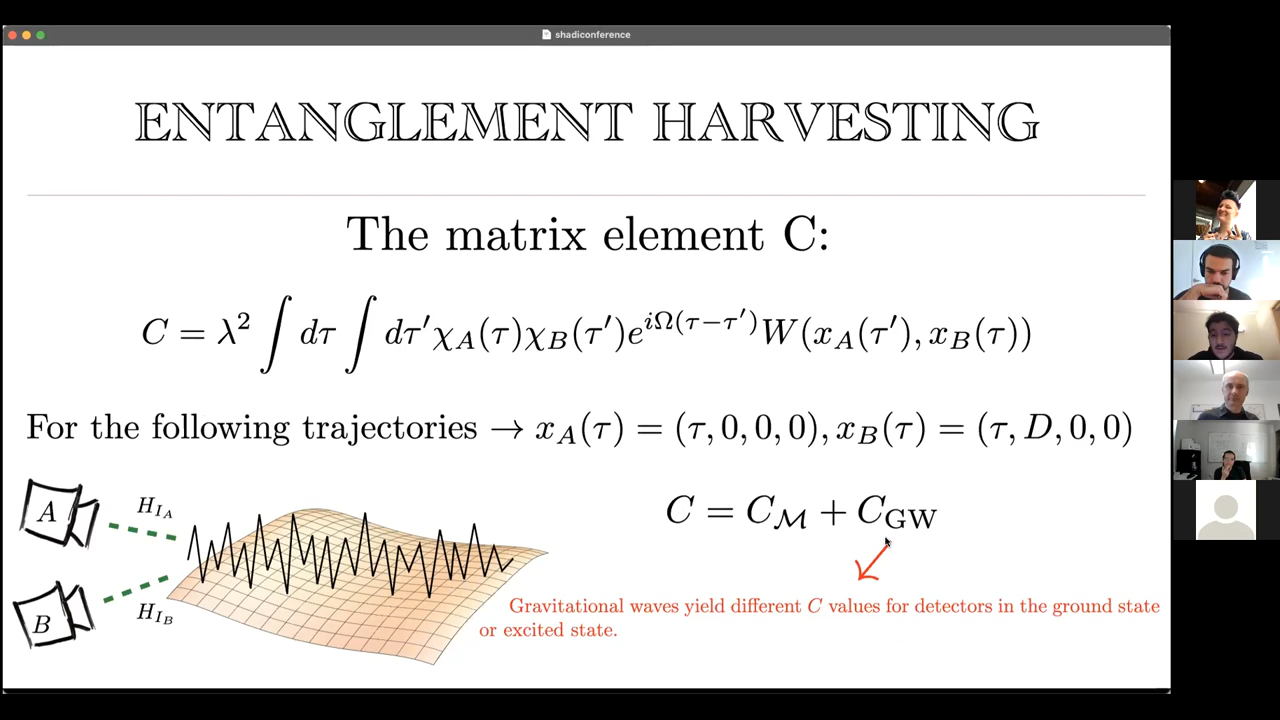 shadiconference
ENTANGLEMENT HARVESTING
The matrix element C:
C = λ² ∫ dτ ∫ dτ′ χ_A(τ)χ_B(τ′)e^{iΩ(τ−τ′)} W(x_A(τ′), x_B(τ))
For the following trajectories → x_A(τ) = (τ, 0, 0, 0), x_B(τ) = (τ, D, 0, 0)
A
H_{I_A}
B
H_{I_B}
C = C_ℳ + C_GW
Gravitational waves yield different C values for detectors in the ground state
or excited state.